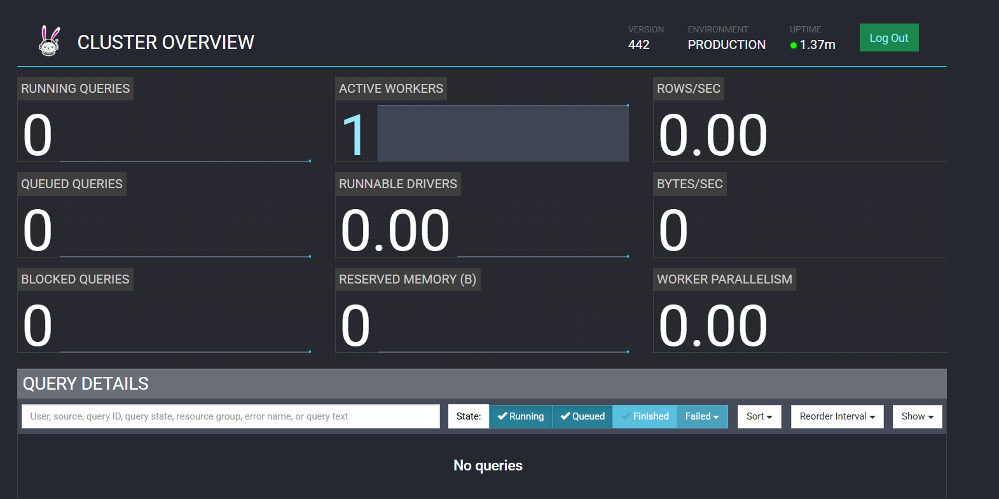 CLUSTER OVERVIEW
VERSION
442
ENVIRONMENT
PRODUCTION
UPTIME
1.37m
Log Out
RUNNING QUERIES
0
ACTIVE WORKERS
1
ROWS/SEC
0.00
QUEUED QUERIES
0
RUNNABLE DRIVERS
0.00
BYTES/SEC
0
BLOCKED QUERIES
0
RESERVED MEMORY (B)
0
WORKER PARALLELISM
0.00
QUERY DETAILS
User, source, query ID, query state, resource group, error name, or query text
State: Running Queued Finished Failed
Sort
Reorder Interval
Show
No queries